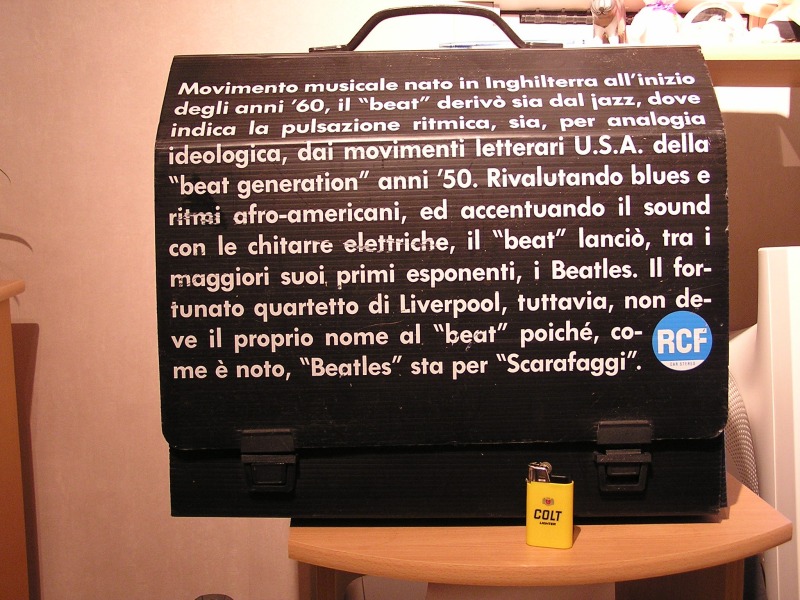 Movimento musicale nato in Inghilterra all'inizio
degli anni '60, il "beat" derivò sia dal jazz, dove
indica la pulsazione ritmica, sia, per analogia
ideologica, dai movimenti letterari U.S.A. della
"beat generation" anni '50. Rivalutando blues e
ritmi afro-americani, ed accentuando il sound
con le chitarre elettriche, il "beat" lanciò, tra i
maggiori suoi primi esponenti, i Beatles. Il for-
tunato quartetto di Liverpool, tuttavia, non de-
ve il proprio nome al "beat" poiché, co-
me è noto, "Beatles" sta per "Scarafaggi".
RCF
CAR STEREO
COLT
LIGHTER